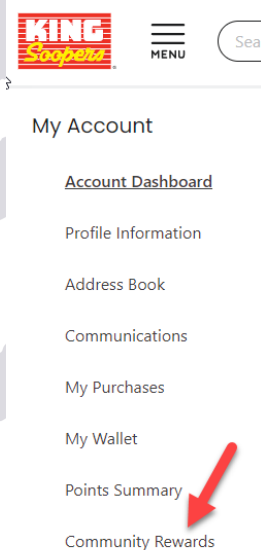 KING
Soopers
MENU
Sea
My Account
Account Dashboard
Profile Information
Address Book
Communications
My Purchases
My Wallet
Points Summary
Community Rewards